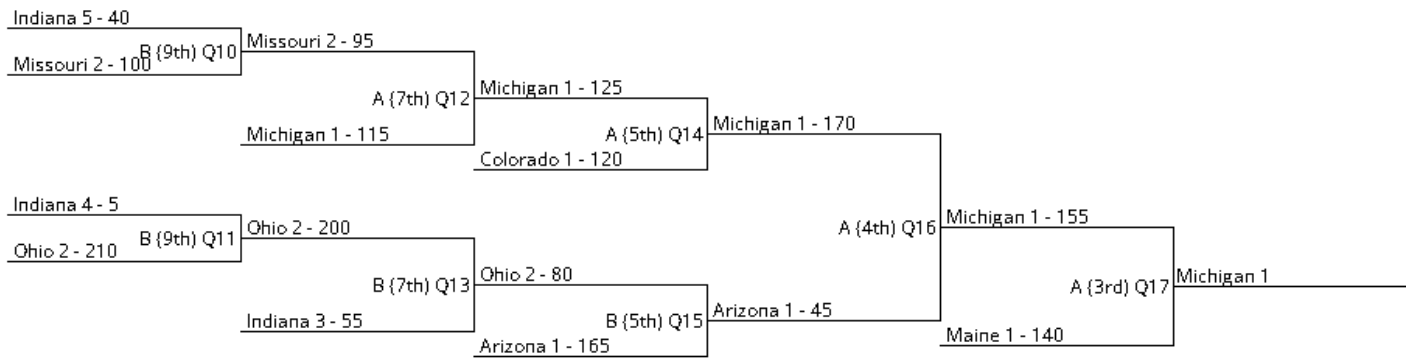 Indiana 5 - 40
B (9th) Q10
Missouri 2 - 95
Missouri 2 - 100
A (7th) Q12
Michigan 1 - 125
Michigan 1 - 115
A (5th) Q14
Michigan 1 - 170
Colorado 1 - 120
Indiana 4 - 5
B (9th) Q11
Ohio 2 - 200
A (4th) Q16
Michigan 1 - 155
Ohio 2 - 210
B (7th) Q13
Ohio 2 - 80
A (3rd) Q17
Michigan 1
Indiana 3 - 55
B (5th) Q15
Arizona 1 - 45
Arizona 1 - 165
Maine 1 - 140